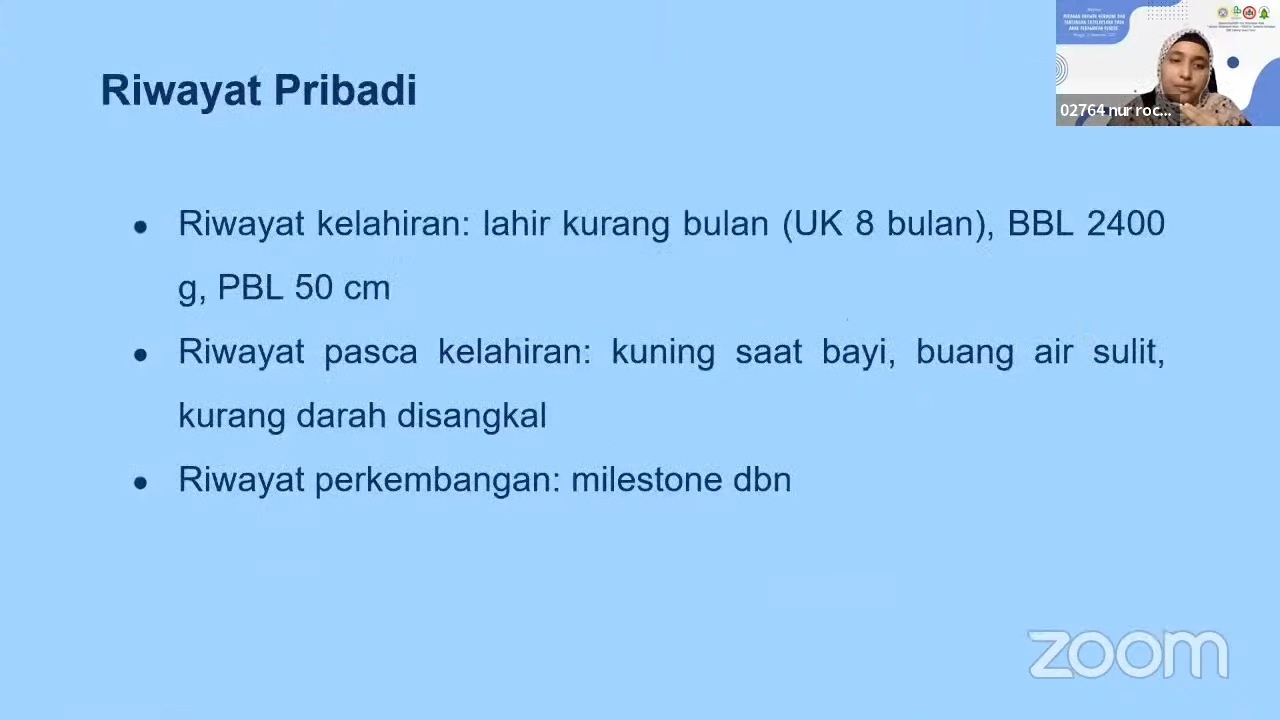 Riwayat Pribadi
02764 nur roc...
● Riwayat kelahiran: lahir kurang bulan (UK 8 bulan), BBL 2400
g, PBL 50 cm
● Riwayat pasca kelahiran: kuning saat bayi, buang air sulit,
kurang darah disangkal
● Riwayat perkembangan: milestone dbn
zoom